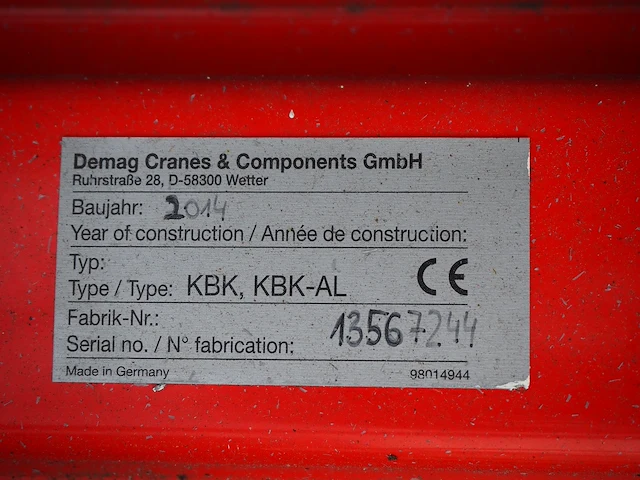 Demag Cranes & Components GmbH
Ruhrstraße 28, D-58300 Wetter
Baujahr: 2014
Year of construction / Année de construction:
Typ:
Type / Type: KBK, KBK-AL CE
Fabrik-Nr.:
Serial no. / N° fabrication: 13567244
Made in Germany 98014944